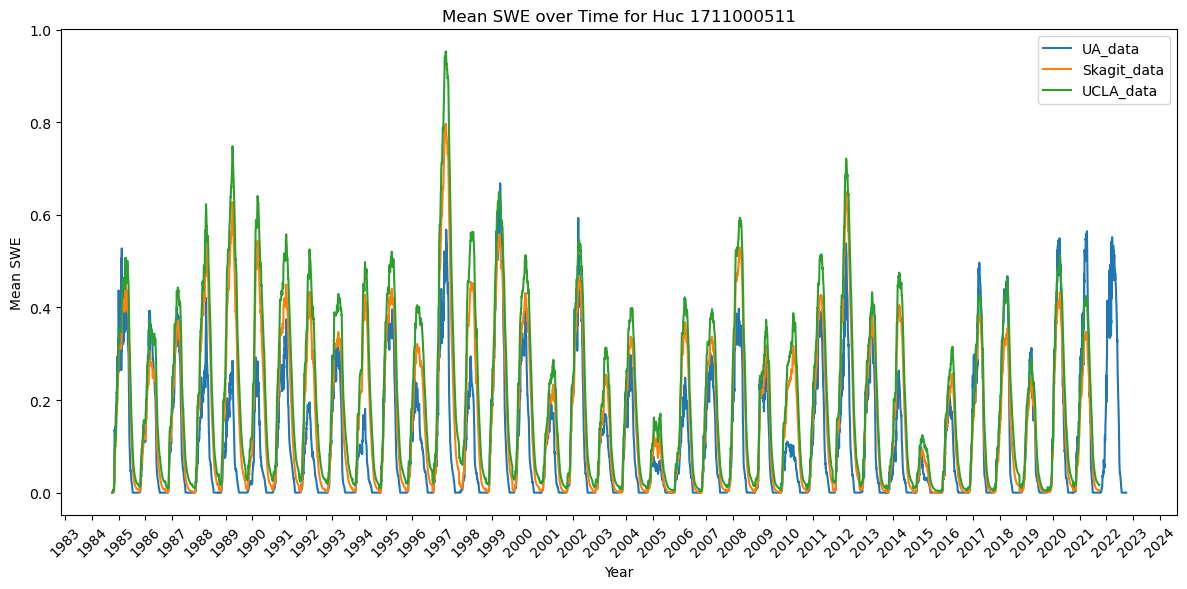 Mean SWE over Time for Huc 1711000511
UA_data
Skagit_data
UCLA_data
Mean SWE
1.0
0.8
0.6
0.4
0.2
0.0
1983 1984 1985 1986 1987 1988 1989 1990 1991 1992 1993 1994 1995 1996 1997 1998 1999 2000 2001 2002 2003 2004 2005 2006 2007 2008 2009 2010 2011 2012 2013 2014 2015 2016 2017 2018 2019 2020 2021 2022 2023 2024
Year